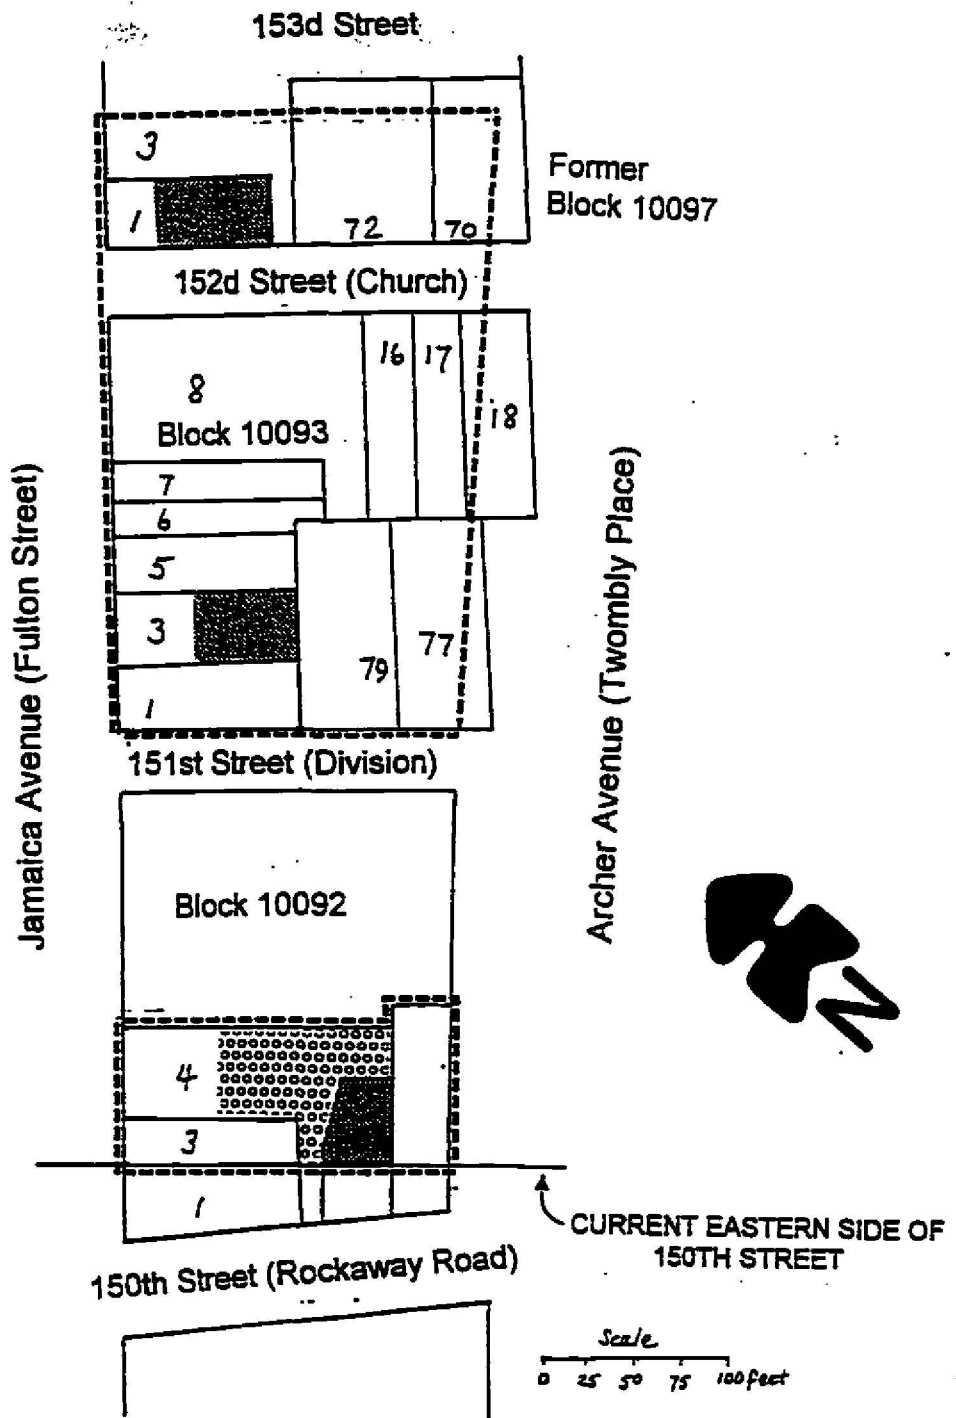 153d Street
3
1
72
70
Former
Block 10097
152d Street (Church)
8
16
17
18
Block 10093
7
6
5
3
1
79
77
Jamaica Avenue (Fulton Street)
Archer Avenue (Twombly Place)
151st Street (Division)
Block 10092
N
4
3
1
CURRENT EASTERN SIDE OF
150TH STREET
150th Street (Rockaway Road)
Scale
0 25 50 75 100 feet